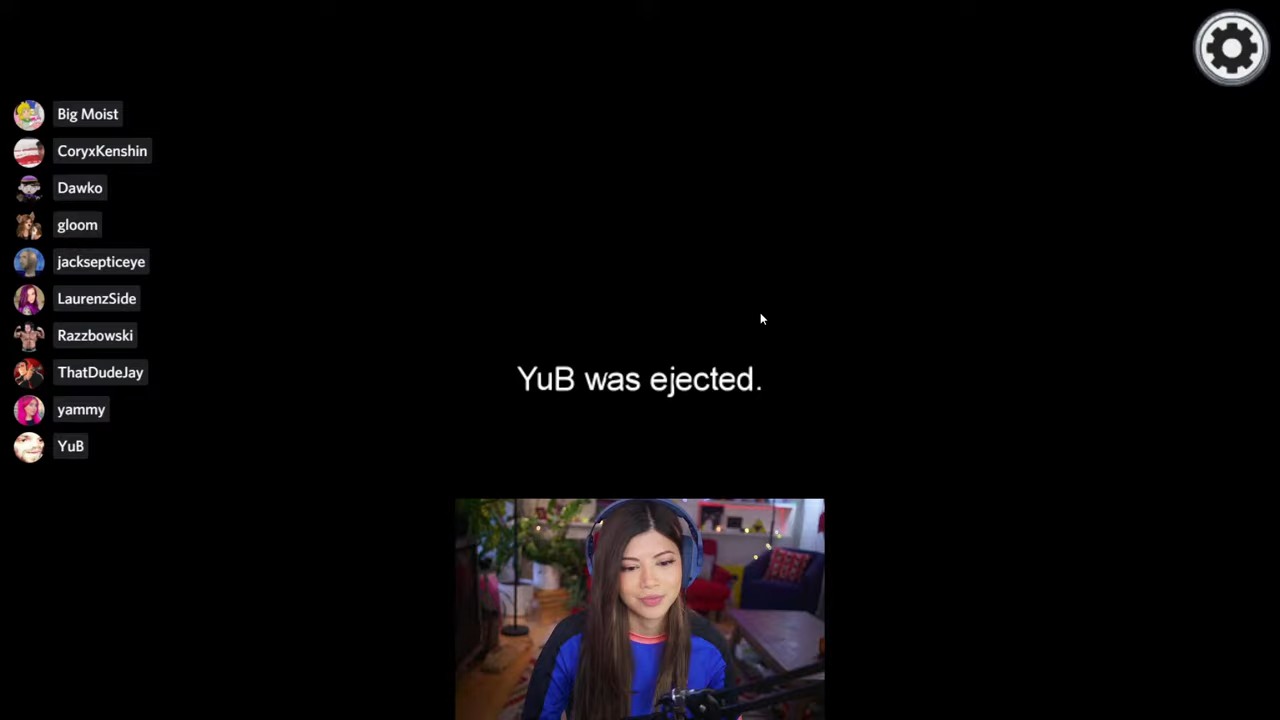 Big Moist
CoryxKenshin
Dawko
gloom
jacksepticeye
LaurenzSide
Razzbowski
ThatDudeJay
yammy
YuB
YuB was ejected.